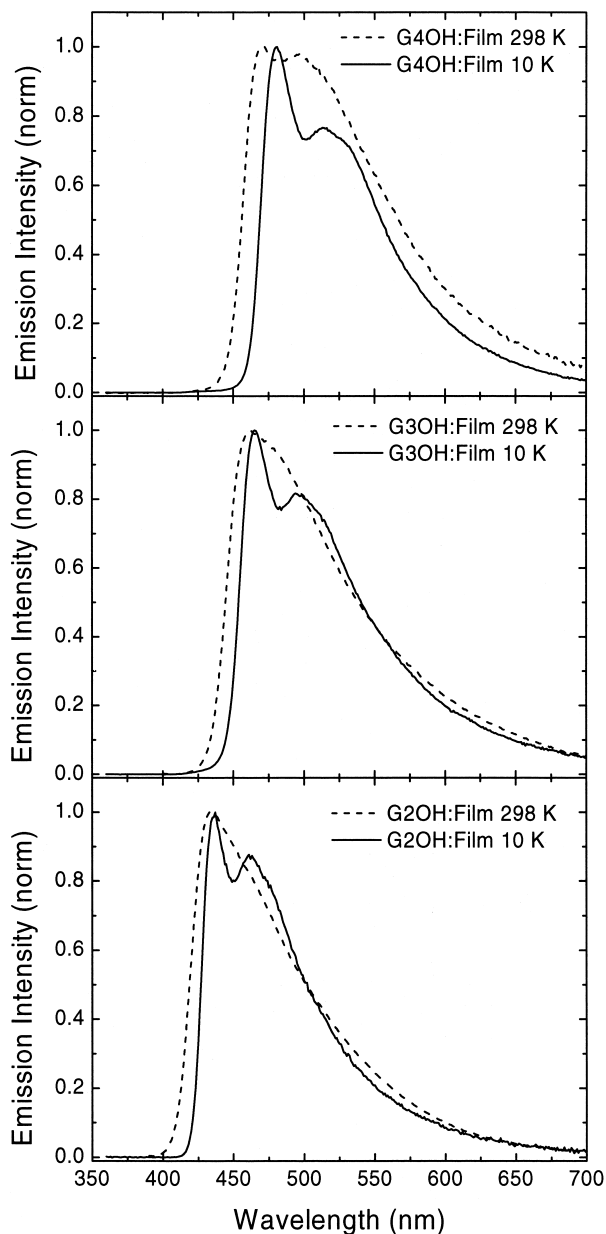 Emission Intensity (norm)
1.0
0.8
0.6
0.4
0.2
0.0
G4OH:Film 298 K
G4OH:Film 10 K
Emission Intensity (norm)
1.0
0.8
0.6
0.4
0.2
0.0
G3OH:Film 298 K
G3OH:Film 10 K
Emission Intensity (norm)
1.0
0.8
0.6
0.4
0.2
0.0
G2OH:Film 298 K
G2OH:Film 10 K
350 400 450 500 550 600 650 700
Wavelength (nm)